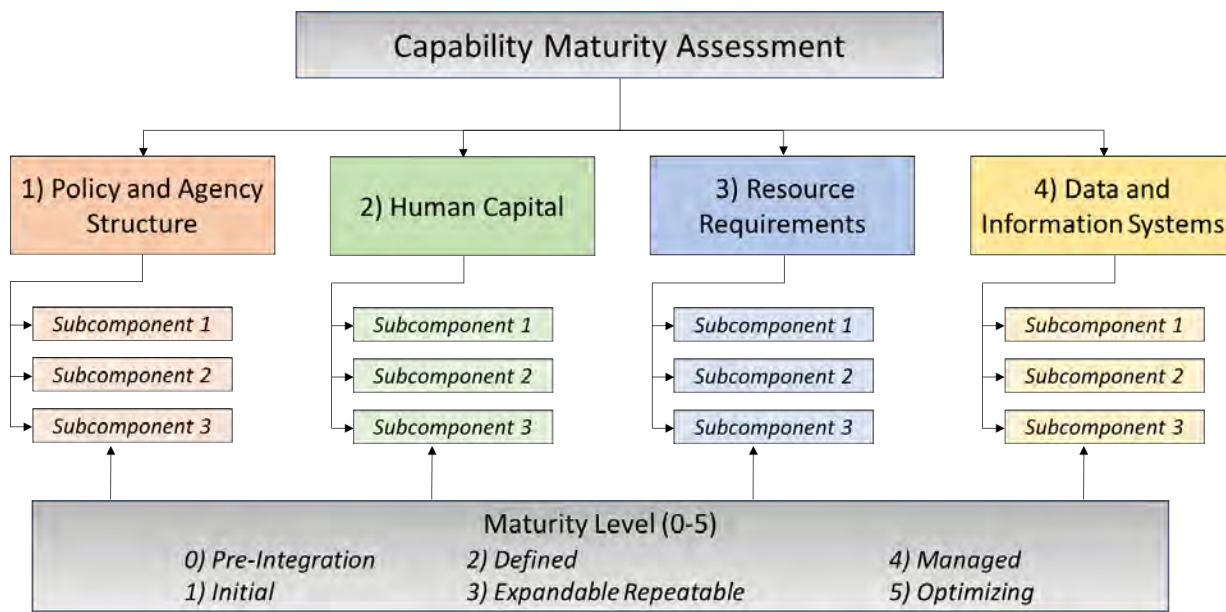 Capability Maturity Assessment
1) Policy and Agency
Structure
2) Human Capital
3) Resource
Requirements
4) Data and
Information Systems
Subcomponent 1
Subcomponent 2
Subcomponent 3
Subcomponent 1
Subcomponent 2
Subcomponent 3
Subcomponent 1
Subcomponent 2
Subcomponent 3
Subcomponent 1
Subcomponent 2
Subcomponent 3
Maturity Level (0-5)
0) Pre-Integration
1) Initial
2) Defined
3) Expandable Repeatable
4) Managed
5) Optimizing